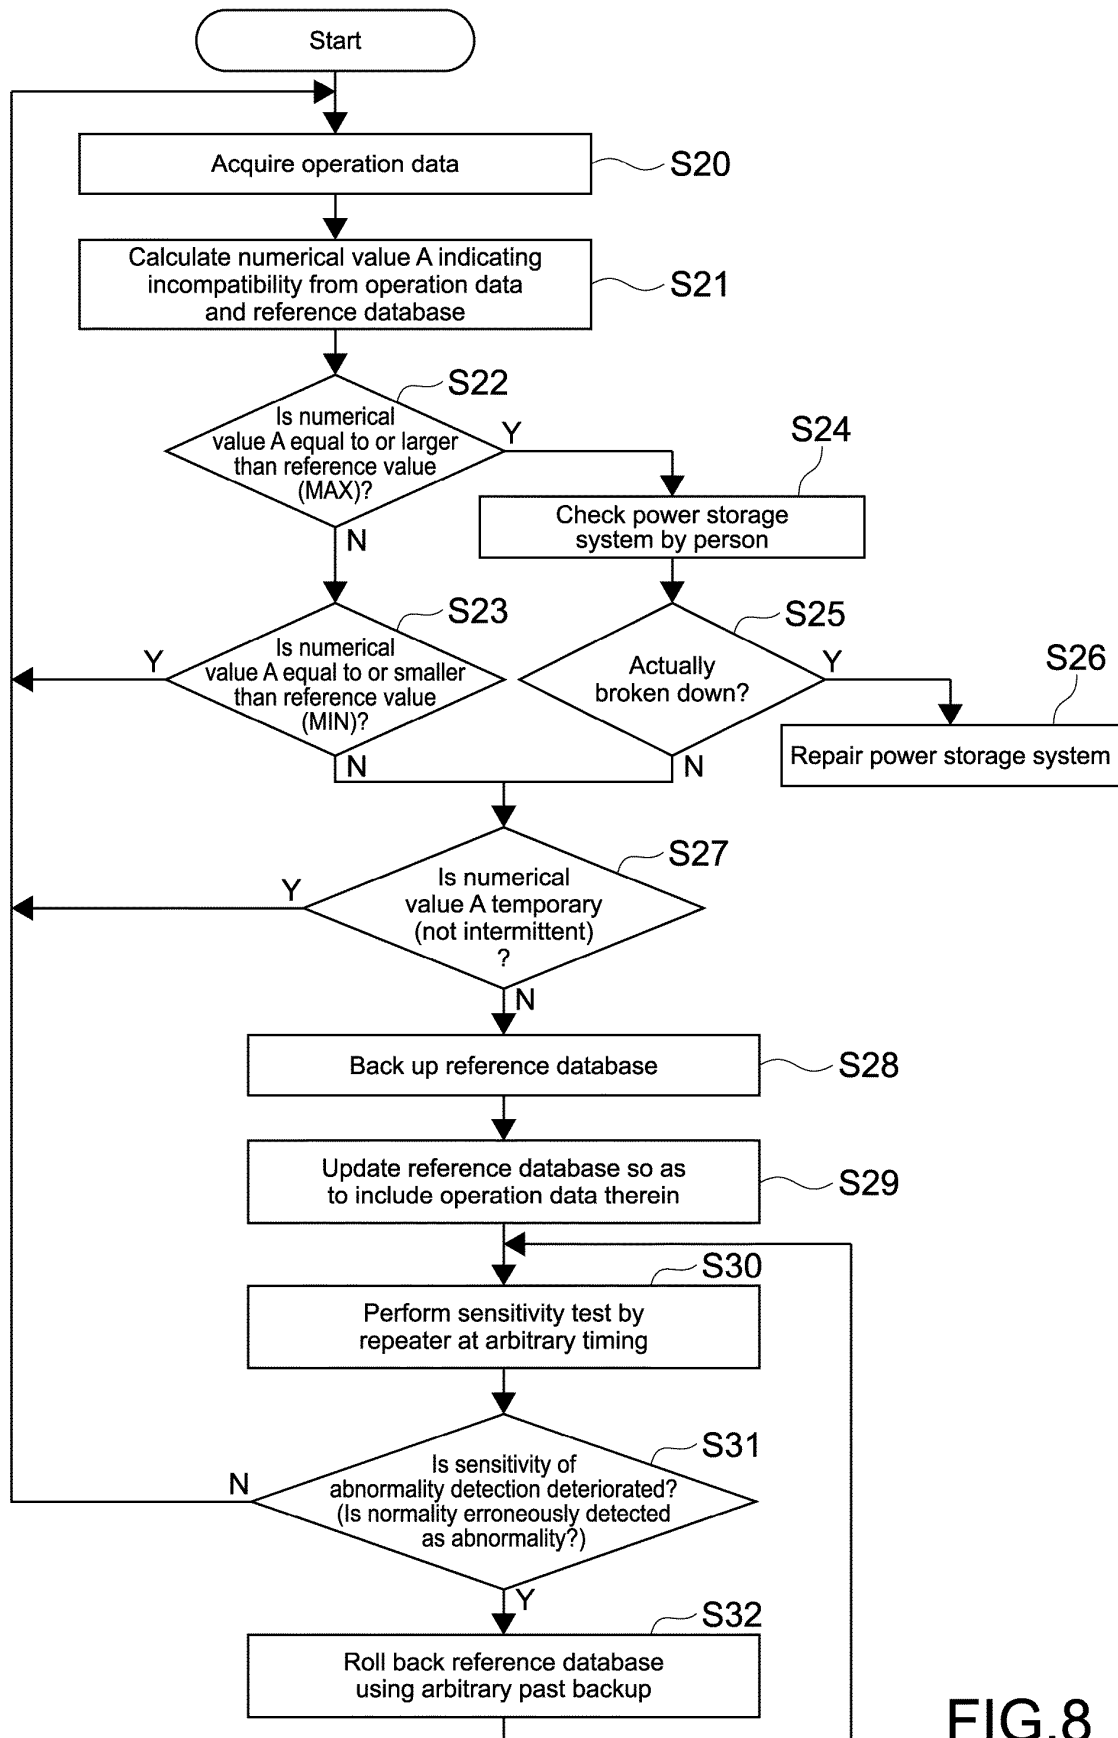 Start
Acquire operation data
S20
Calculate numerical value A indicating
incompatibility from operation data
and reference database
S21
S22
Is numerical
value A equal to or larger
than reference value
(MAX)?
Y
N
S24
Check power storage
system by person
S23
Is numerical
value A equal to or smaller
than reference value
(MIN)?
Y
N
S25
Actually
broken down?
Y
N
S26
Repair power storage system
S27
Is numerical
value A temporary
(not intermittent)
?
Y
N
Back up reference database
S28
Update reference database so as
to include operation data therein
S29
S30
Perform sensitivity test by
repeater at arbitrary timing
S31
Is sensitivity of
abnormality detection deteriorated?
(Is normality erroneously detected
as abnormality?)
N
Y
S32
Roll back reference database
using arbitrary past backup
FIG.8